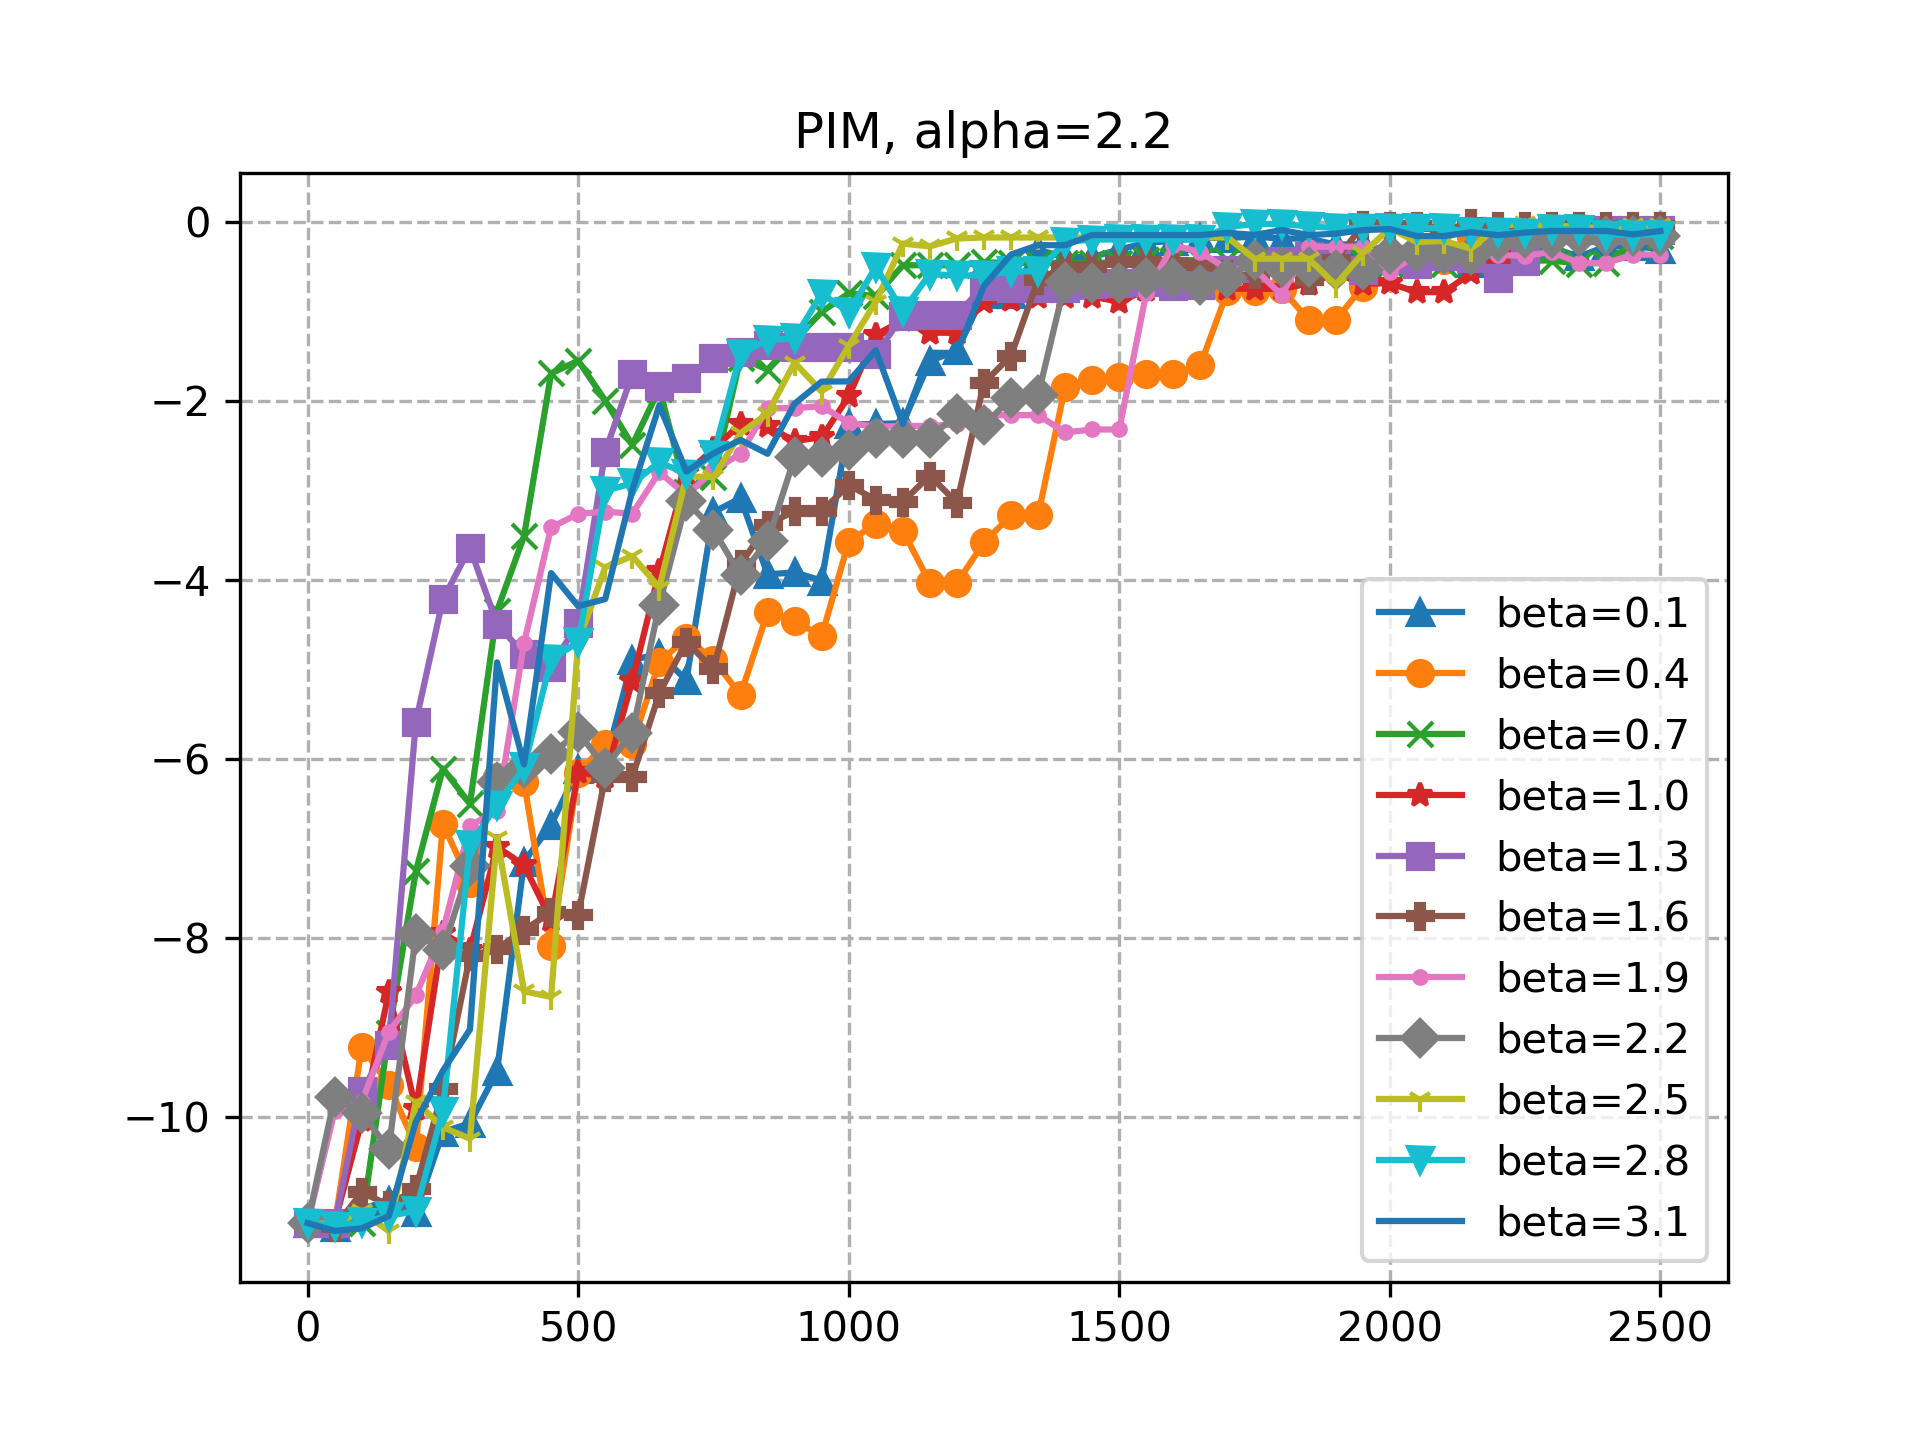 PIM, alpha=2.2
0
−2
−4
−6
−8
−10
0 500 1000 1500 2000 2500
beta=0.1
beta=0.4
beta=0.7
beta=1.0
beta=1.3
beta=1.6
beta=1.9
beta=2.2
beta=2.5
beta=2.8
beta=3.1